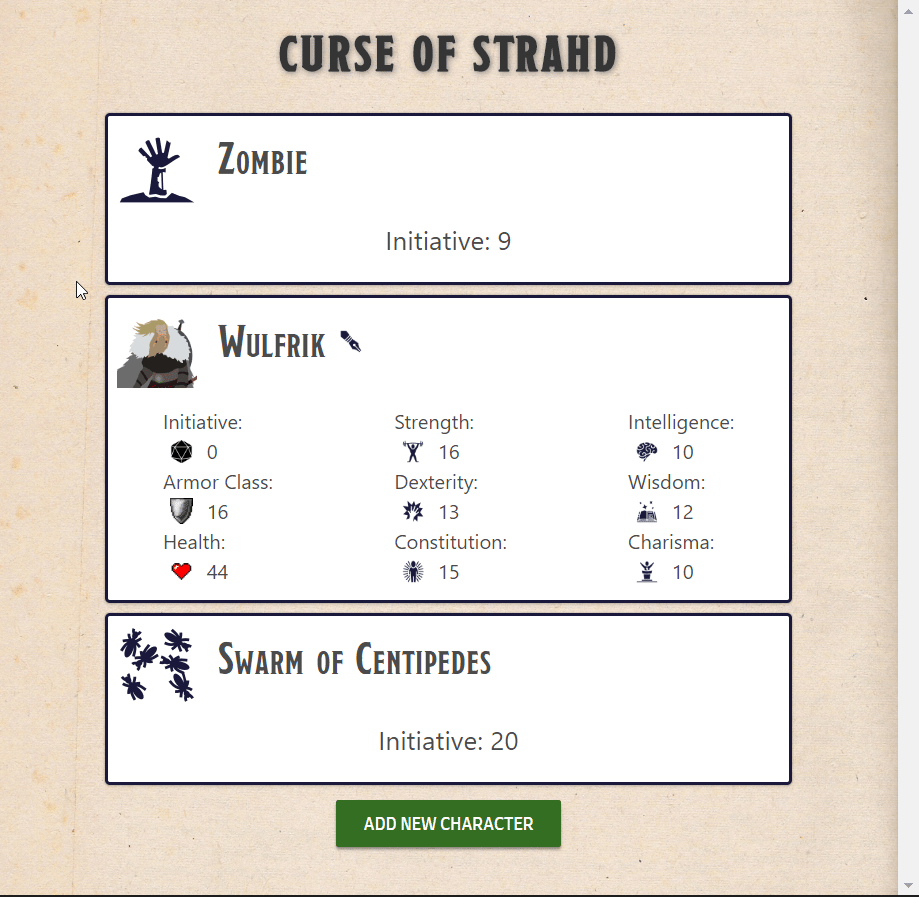 CURSE OF STRAHD
Zombie
Initiative: 9
Wulfrik
Initiative: Strength: Intelligence:
0 16 10
Armor Class: Dexterity: Wisdom:
16 13 12
Health: Constitution: Charisma:
44 15 10
Swarm of Centipedes
Initiative: 20
ADD NEW CHARACTER